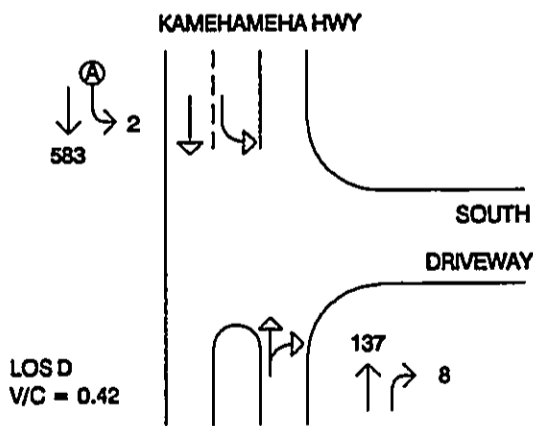 KAMEHAMEHA HWY
A
2
583
SOUTH
DRIVEWAY
137
8
LOS D
V/C = 0.42